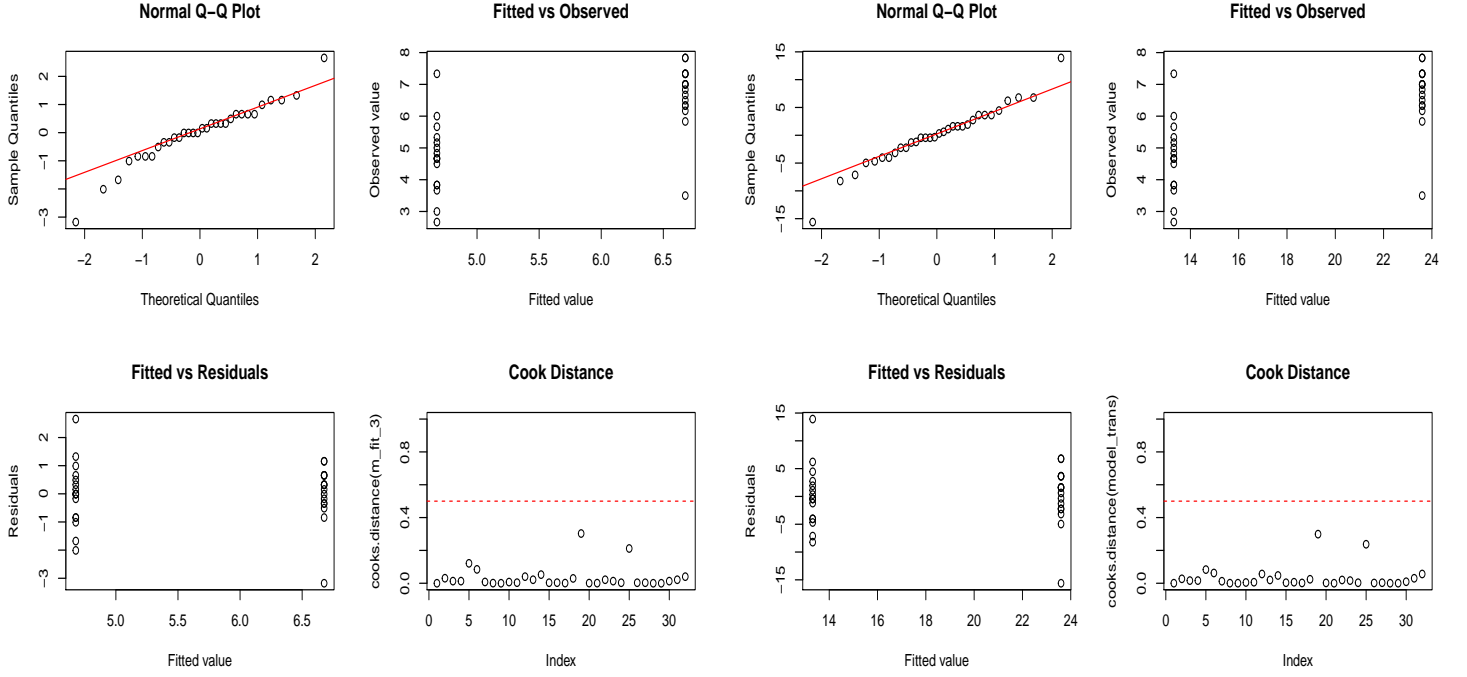 Normal Q−Q Plot
Sample Quantiles
2
1
0
−1
−3
−2 −1 0 1 2
Theoretical Quantiles
Fitted vs Observed
Observed value
8
7
6
5
4
3
5.0 5.5 6.0 6.5
Fitted value
Normal Q−Q Plot
Sample Quantiles
15
5
−5
−15
−2 −1 0 1 2
Theoretical Quantiles
Fitted vs Observed
Observed value
8
7
6
5
4
3
14 16 18 20 22 24
Fitted value
Fitted vs Residuals
Residuals
2
1
0
−1
−3
5.0 5.5 6.0 6.5
Fitted value
Cook Distance
cooks.distance(m_fit_3)
0.8
0.4
0.0
0 5 10 15 20 25 30
Index
Fitted vs Residuals
Residuals
15
5
−5
−15
14 16 18 20 22 24
Fitted value
Cook Distance
cooks.distance(model_trans)
0.8
0.4
0.0
0 5 10 15 20 25 30
Index